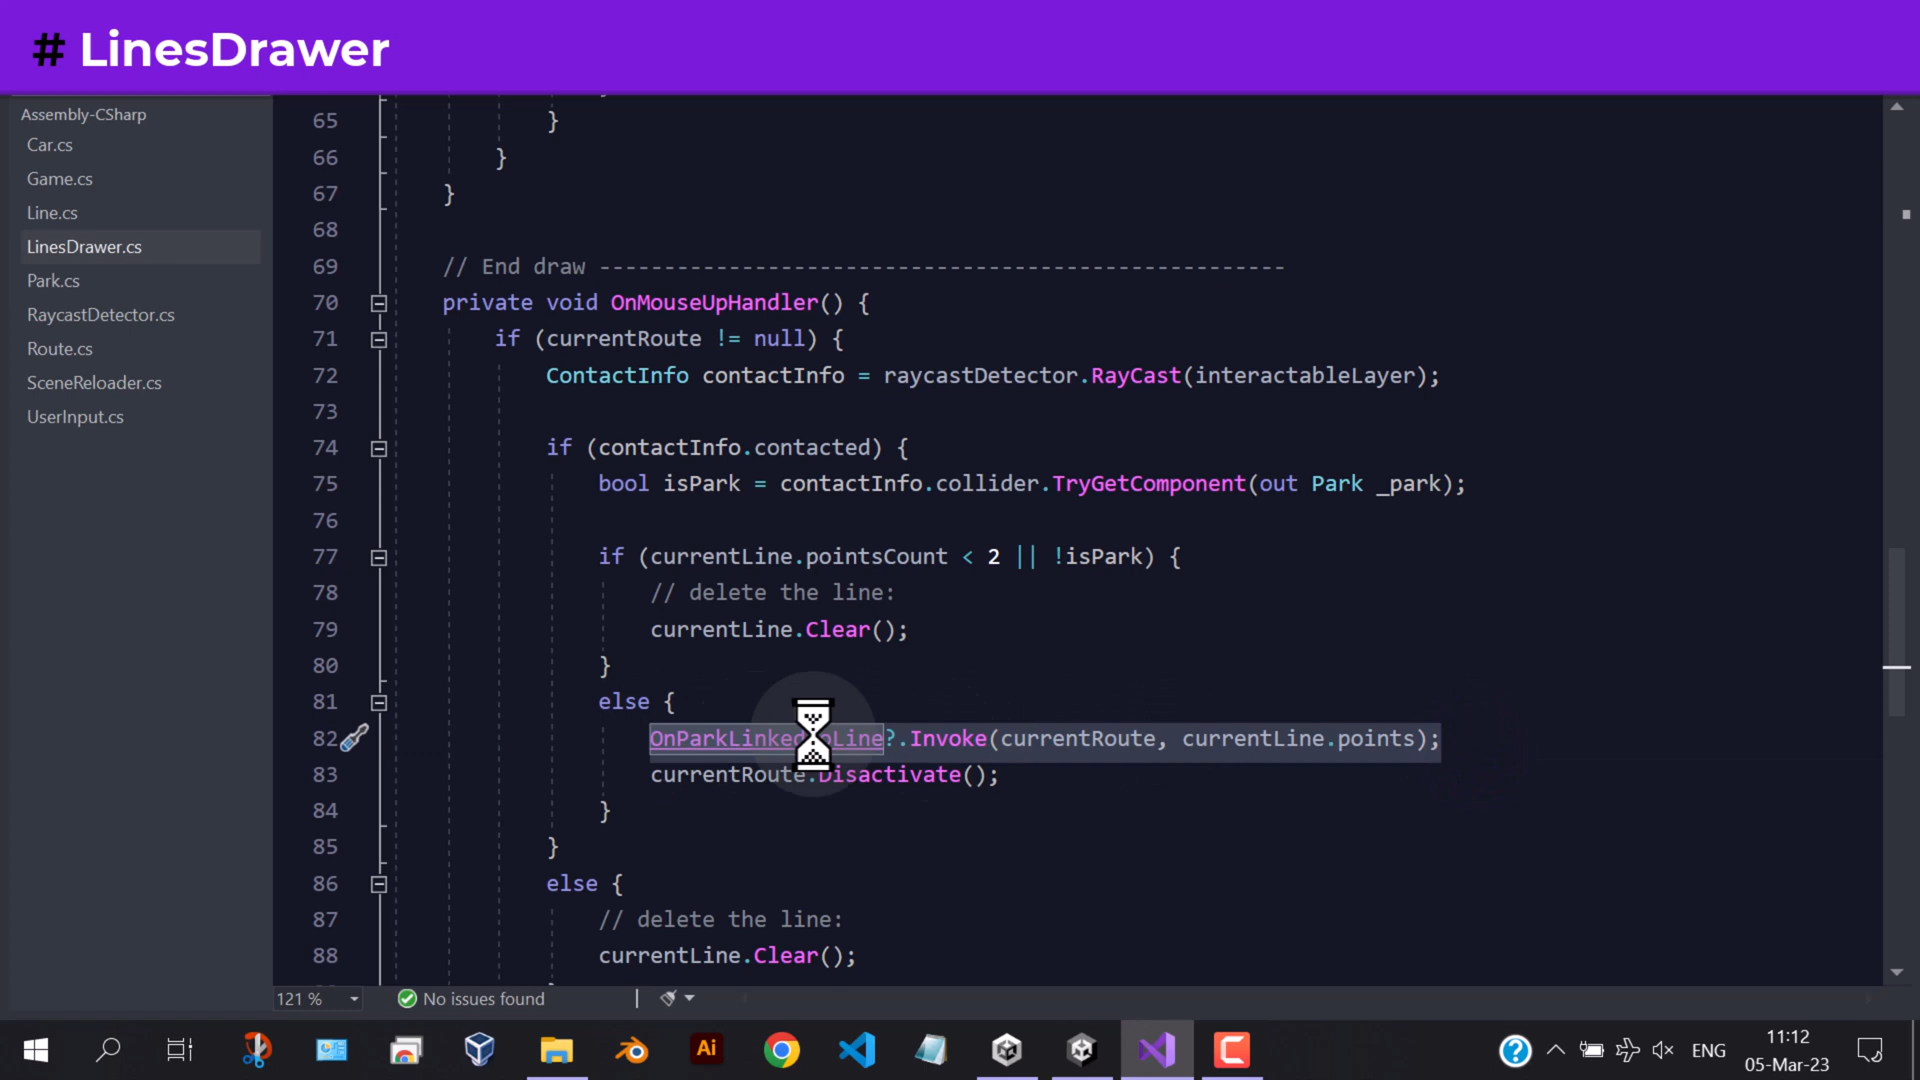 # LinesDrawer
Assembly-CSharp
Car.cs
Game.cs
Line.cs
LinesDrawer.cs
Park.cs
RaycastDetector.cs
Route.cs
SceneReloader.cs
UserInput.cs
65 }
66 }
67 }
68
69 // End draw -----------------------------------------------------
70 private void OnMouseUpHandler() {
71 if (currentRoute != null) {
72 ContactInfo contactInfo = raycastDetector.RayCast(interactableLayer);
73
74 if (contactInfo.contacted) {
75 bool isPark = contactInfo.collider.TryGetComponent(out Park _park);
76
77 if (currentLine.pointsCount < 2 || !isPark) {
78 // delete the line:
79 currentLine.Clear();
80 }
81 else {
82 OnParkLinkedToLine?.Invoke(currentRoute, currentLine.points);
83 currentRoute.Disactivate();
84 }
85 }
86 else {
87 // delete the line:
88 currentLine.Clear();
121 %
No issues found
Ai
ENG
11:12
05-Mar-23